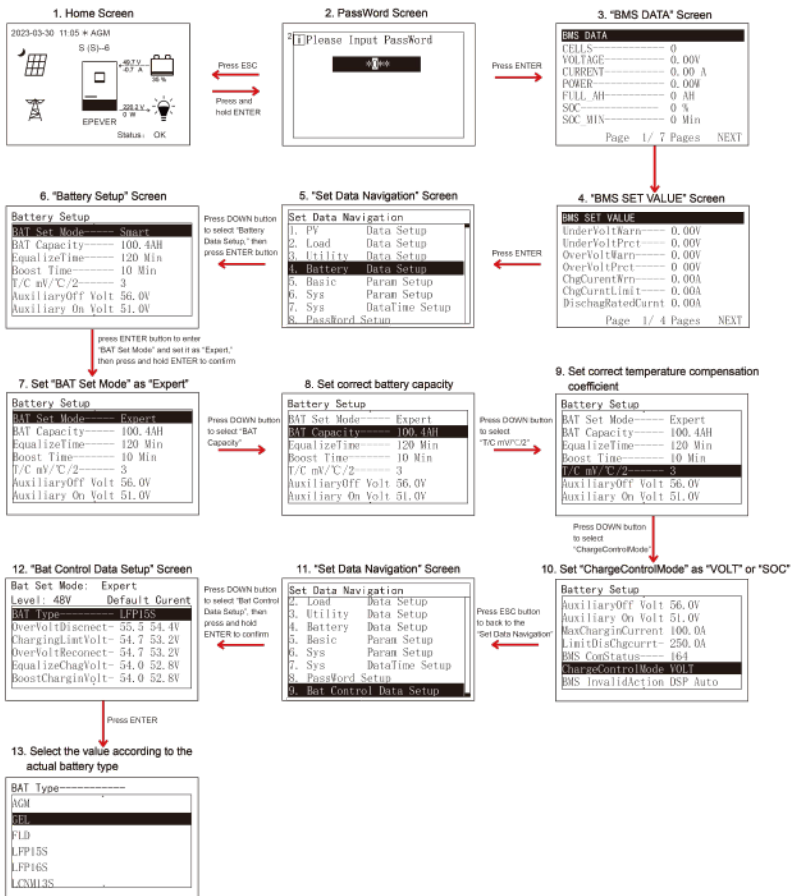 1. Home Screen
2023-03-30 11:05 ☀ AGM
S (S)--6
49.7 V
-0.7 A
36 %
220.2 V
0 W
EPEVER
Status: OK
Press ESC
Press and
hold ENTER
2. PassWord Screen
Please Input PassWord
*0**
Press ENTER
3. "BMS DATA" Screen
BMS DATA
CELLS--------------- 0
VOLTAGE------------- 0.00V
CURRENT------------- 0.00 A
POWER--------------- 0.00W
FULL_AH------------- 0 AH
SOC----------------- 0 %
SOC_MIN------------- 0 Min
Page 1/ 7 Pages NEXT
6. "Battery Setup" Screen
Battery Setup
BAT Set Mode----- Smart
BAT Capacity----- 100.4AH
EqualizeTime----- 120 Min
Boost Time------- 10 Min
T/C mV/℃/2------ 3
AuxiliaryOff Volt 56.0V
Auxiliary On Volt 51.0V
Press DOWN button
to select "Battery
Data Setup," then
press ENTER button
5. "Set Data Navigation" Screen
Set Data Navigation
1. PV Data Setup
2. Load Data Setup
3. Utility Data Setup
4. Battery Data Setup
5. Basic Param Setup
6. Sys Param Setup
7. Sys DataTime Setup
8. PassWord Setup
Press ENTER
4. "BMS SET VALUE" Screen
BMS SET VALUE
UnderVoltWarn---- 0.00V
UnderVoltPrct---- 0.00V
OverVoltWarn----- 0.00V
OverVoltPrct----- 0.00V
ChgCurentWrn----- 0.00A
ChgCurntLimit---- 0.00A
DischagRatedCurnt 0.00A
Page 1/ 4 Pages NEXT
press ENTER button to enter
"BAT Set Mode" and set it as "Expert,"
then press and hold ENTER to confirm
7. Set "BAT Set Mode" as "Expert"
Battery Setup
BAT Set Mode----- Expert
BAT Capacity----- 100.4AH
EqualizeTime----- 120 Min
Boost Time------- 10 Min
T/C mV/℃/2------ 3
AuxiliaryOff Volt 56.0V
Auxiliary On Volt 51.0V
Press DOWN button
to select "BAT
Capacity"
8. Set correct battery capacity
Battery Setup
BAT Set Mode----- Expert
BAT Capacity----- 100.4AH
EqualizeTime----- 120 Min
Boost Time------- 10 Min
T/C mV/℃/2------ 3
AuxiliaryOff Volt 56.0V
Auxiliary On Volt 51.0V
Press DOWN button
to select
"T/C mV/℃/2"
9. Set correct temperature compensation
coefficient
Battery Setup
BAT Set Mode----- Expert
BAT Capacity----- 100.4AH
EqualizeTime----- 120 Min
Boost Time------- 10 Min
T/C mV/℃/2------ 3
AuxiliaryOff Volt 56.0V
Auxiliary On Volt 51.0V
Press DOWN button
to select
"ChargeControlMode"
12. "Bat Control Data Setup" Screen
Bat Set Mode: Expert
Level: 48V Default Curent
BAT Type--------- LFP15S
OverVoltDiscnect- 55.5 54.4V
ChargingLimtVolt- 54.7 53.2V
OverVoltReconect- 54.7 53.2V
EqualizeChagVolt- 54.0 52.8V
BoostCharginVolt- 54.0 52.8V
Press DOWN button
to select "Bat Control
Data Setup", then
press and hold
ENTER to confirm
11. "Set Data Navigation" Screen
Set Data Navigation
2. Load Data Setup
3. Utility Data Setup
4. Battery Data Setup
5. Basic Param Setup
6. Sys Param Setup
7. Sys DataTime Setup
8. PassWord Setup
9. Bat Control Data Setup
Press ESC button
to back to the
"Set Data Navigation"
10. Set "ChargeControlMode" as "VOLT" or "SOC"
Battery Setup
AuxiliaryOff Volt 56.0V
Auxiliary On Volt 51.0V
MaxCharginCurrent 100.0A
LimitDisChgcurrt- 250.0A
BMS ComStatus---- 164
ChargeControlMode VOLT
BMS InvalidAction DSP Auto
Press ENTER
13. Select the value according to the
actual battery type
BAT Type-----------
AGM
GEL
FLD
LFP15S
LFP16S
LCNM13S